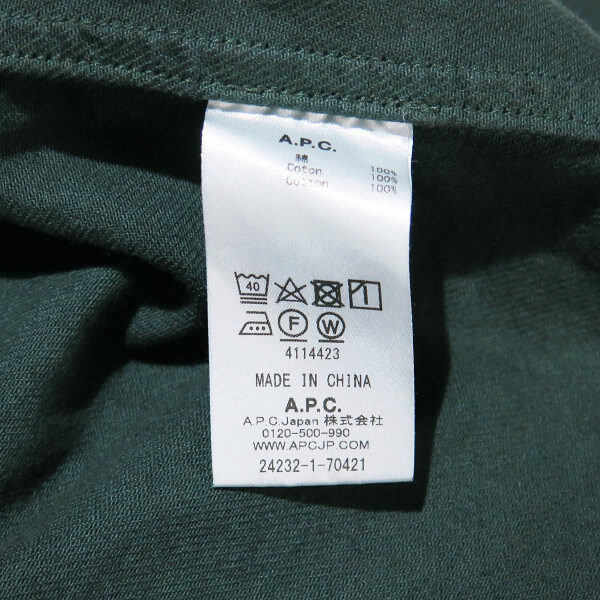 A.P.C.
綿 100%
Coton 100%
Cotton 100%
40
F W
4114423
MADE IN CHINA
A.P.C.
A.P.C.Japan 株式会社
0120-500-990
WWW.APCJP.COM
24232-1-70421